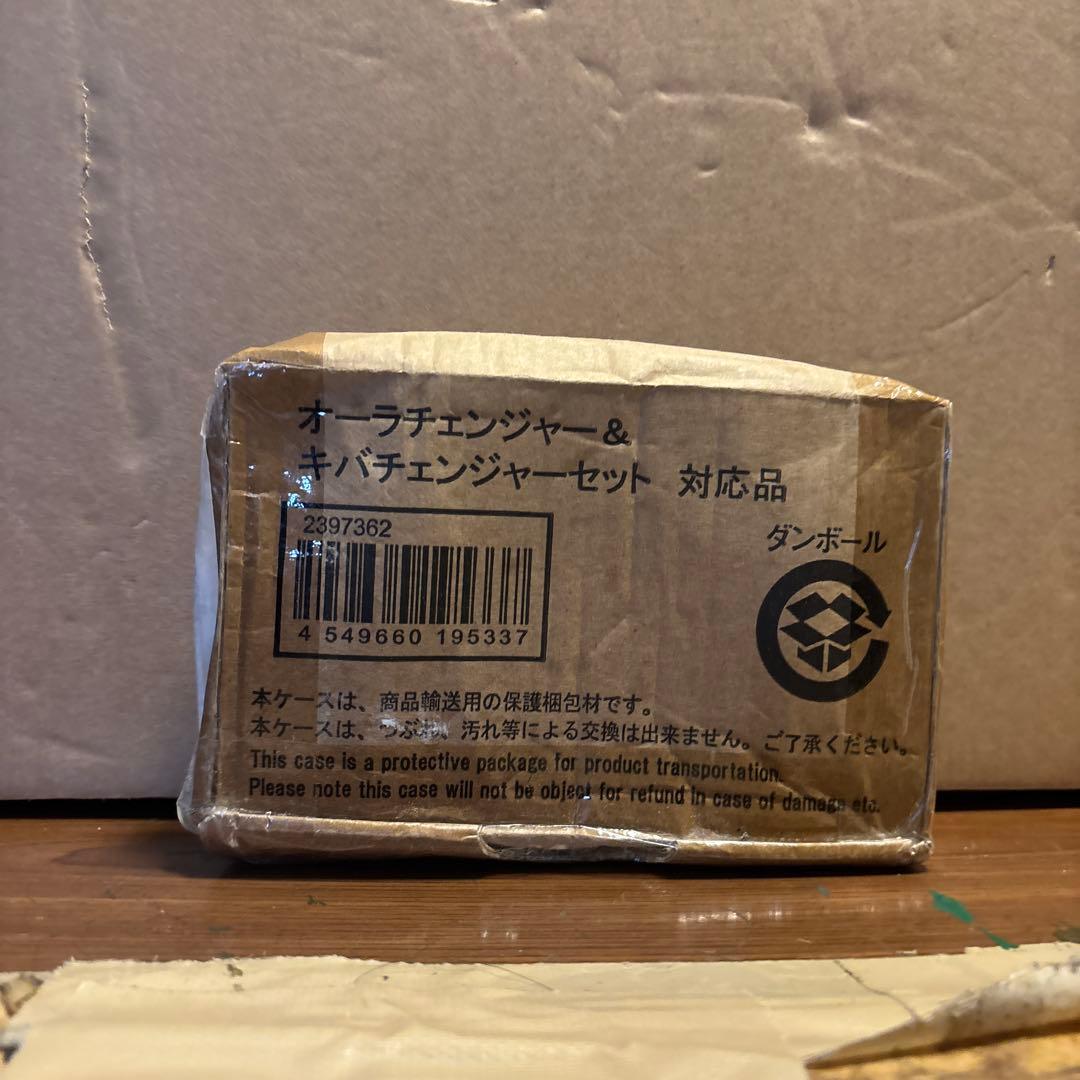 オーラチェンジャー&
キバチェンジャーセット 対応品
2397362
4 549660 195337
ダンボール
本ケースは、商品輸送用の保護梱包材です。
本ケースは、つぶれ、汚れ等による交換は出来ません。ご了承ください。
This case is a protective package for product transportation.
Please note this case will not be object for refund in case of damage etc.